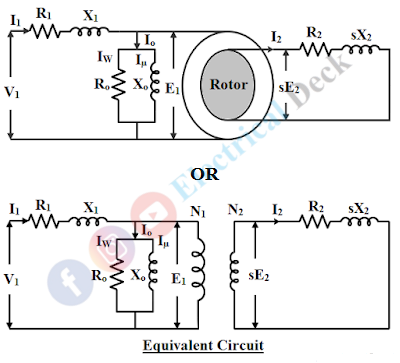 I1 R1 X1 Io I2 R2 sX2
IW Iμ
V1 Ro Xo E1 Rotor sE2
Electrical Deck
OR
I1 R1 X1 Io N1 N2 I2 R2 sX2
IW Iμ
V1 Ro Xo E1 sE2
Equivalent Circuit